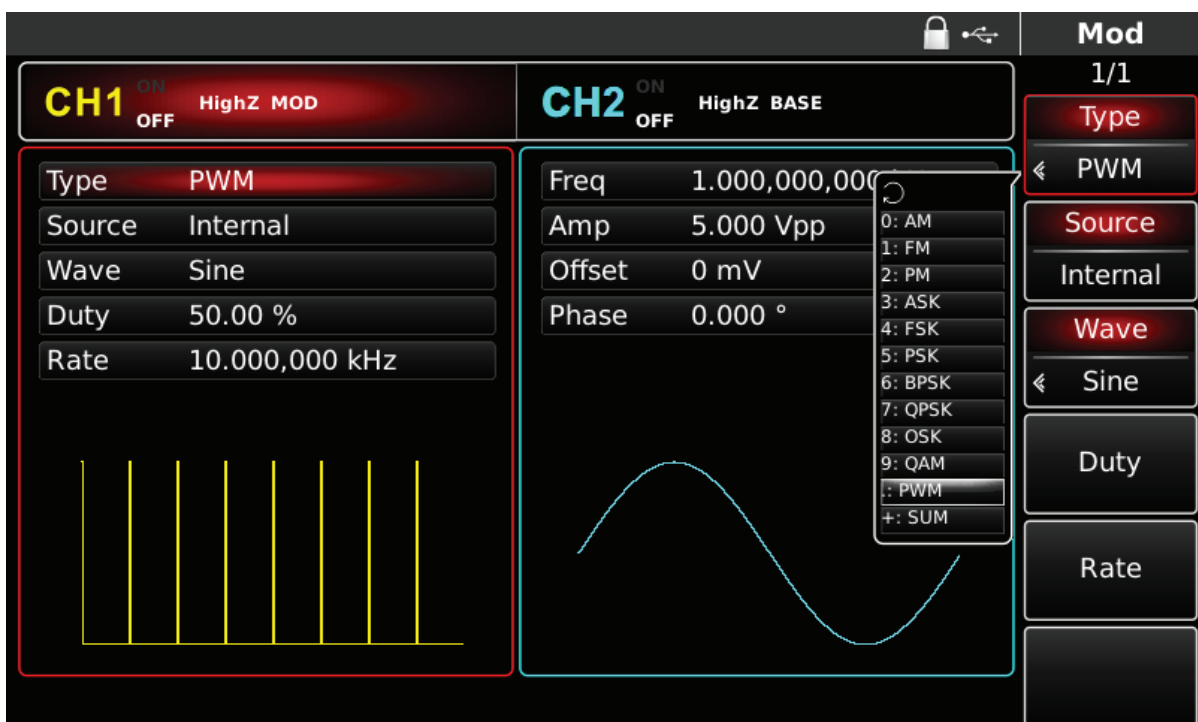 Mod
1/1
CH1 ON OFF HighZ MOD
CH2 ON OFF HighZ BASE
Type PWM
Source Internal
Wave Sine
Duty 50.00 %
Rate 10.000,000 kHz
Freq 1.000,000,000
Amp 5.000 Vpp
Offset 0 mV
Phase 0.000 °
0: AM
1: FM
2: PM
3: ASK
4: FSK
5: PSK
6: BPSK
7: QPSK
8: OSK
9: QAM
.: PWM
+: SUM
Type
PWM
Source
Internal
Wave
Sine
Duty
Rate